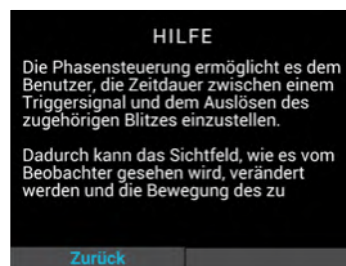 HILFE
Die Phasensteuerung ermöglicht es dem
Benutzer, die Zeitdauer zwischen einem
Triggersignal und dem Auslösen des
zugehörigen Blitzes einzustellen.
Dadurch kann das Sichtfeld, wie es vom
Beobachter gesehen wird, verändert
werden und die Bewegung des zu
Zurück